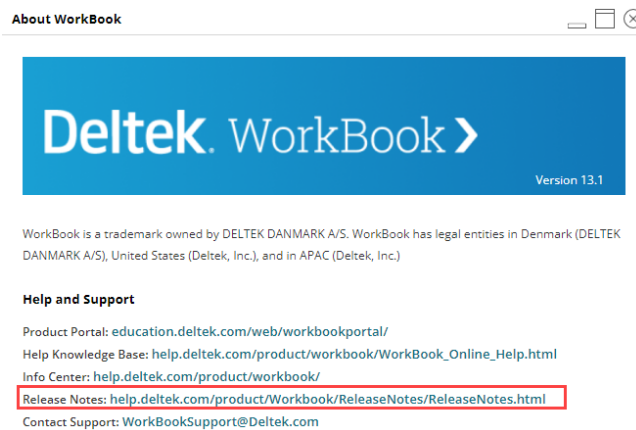 About WorkBook
Deltek. WorkBook
Version 13.1
WorkBook is a trademark owned by DELTEK DANMARK A/S. WorkBook has legal entities in Denmark (DELTEK
DANMARK A/S), United States (Deltek, Inc.), and in APAC (Deltek, Inc.)
Help and Support
Product Portal: education.deltek.com/web/workbookportal/
Help Knowledge Base: help.deltek.com/product/workbook/WorkBook_Online_Help.html
Info Center: help.deltek.com/product/workbook/
Release Notes: help.deltek.com/product/Workbook/ReleaseNotes/ReleaseNotes.html
Contact Support: WorkBookSupport@Deltek.com